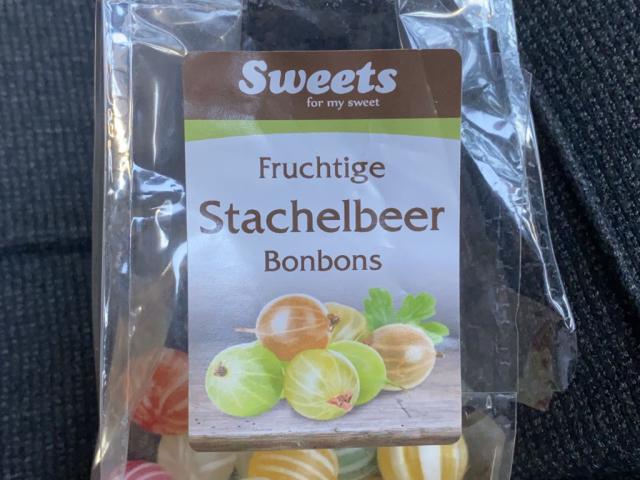 Sweets
for my sweet
Fruchtige
Stachelbeer
Bonbons